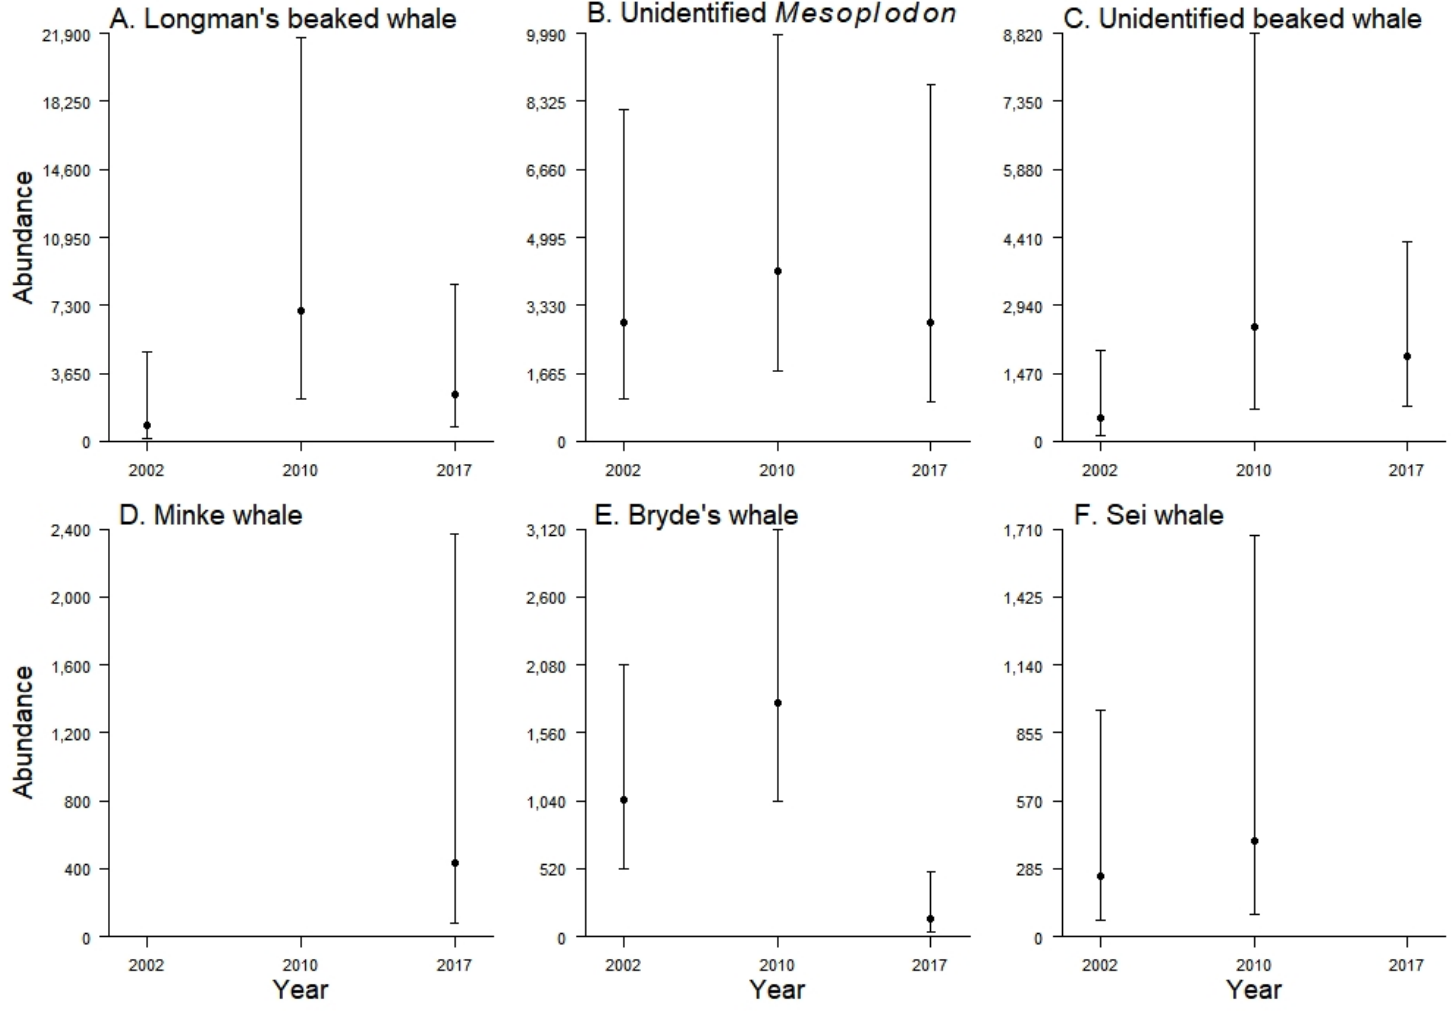 A. Longman's beaked whale
B. Unidentified Mesoplodon
C. Unidentified beaked whale
Abundance
21,900
18,250
14,600
10,950
7,300
3,650
0
2002 2010 2017
9,990
8,325
6,660
4,995
3,330
1,665
0
2002 2010 2017
8,820
7,350
5,880
4,410
2,940
1,470
0
2002 2010 2017
D. Minke whale
E. Bryde's whale
F. Sei whale
Abundance
2,400
2,000
1,600
1,200
800
400
0
2002 2010 2017
Year
3,120
2,600
2,080
1,560
1,040
520
0
2002 2010 2017
Year
1,710
1,425
1,140
855
570
285
0
2002 2010 2017
Year